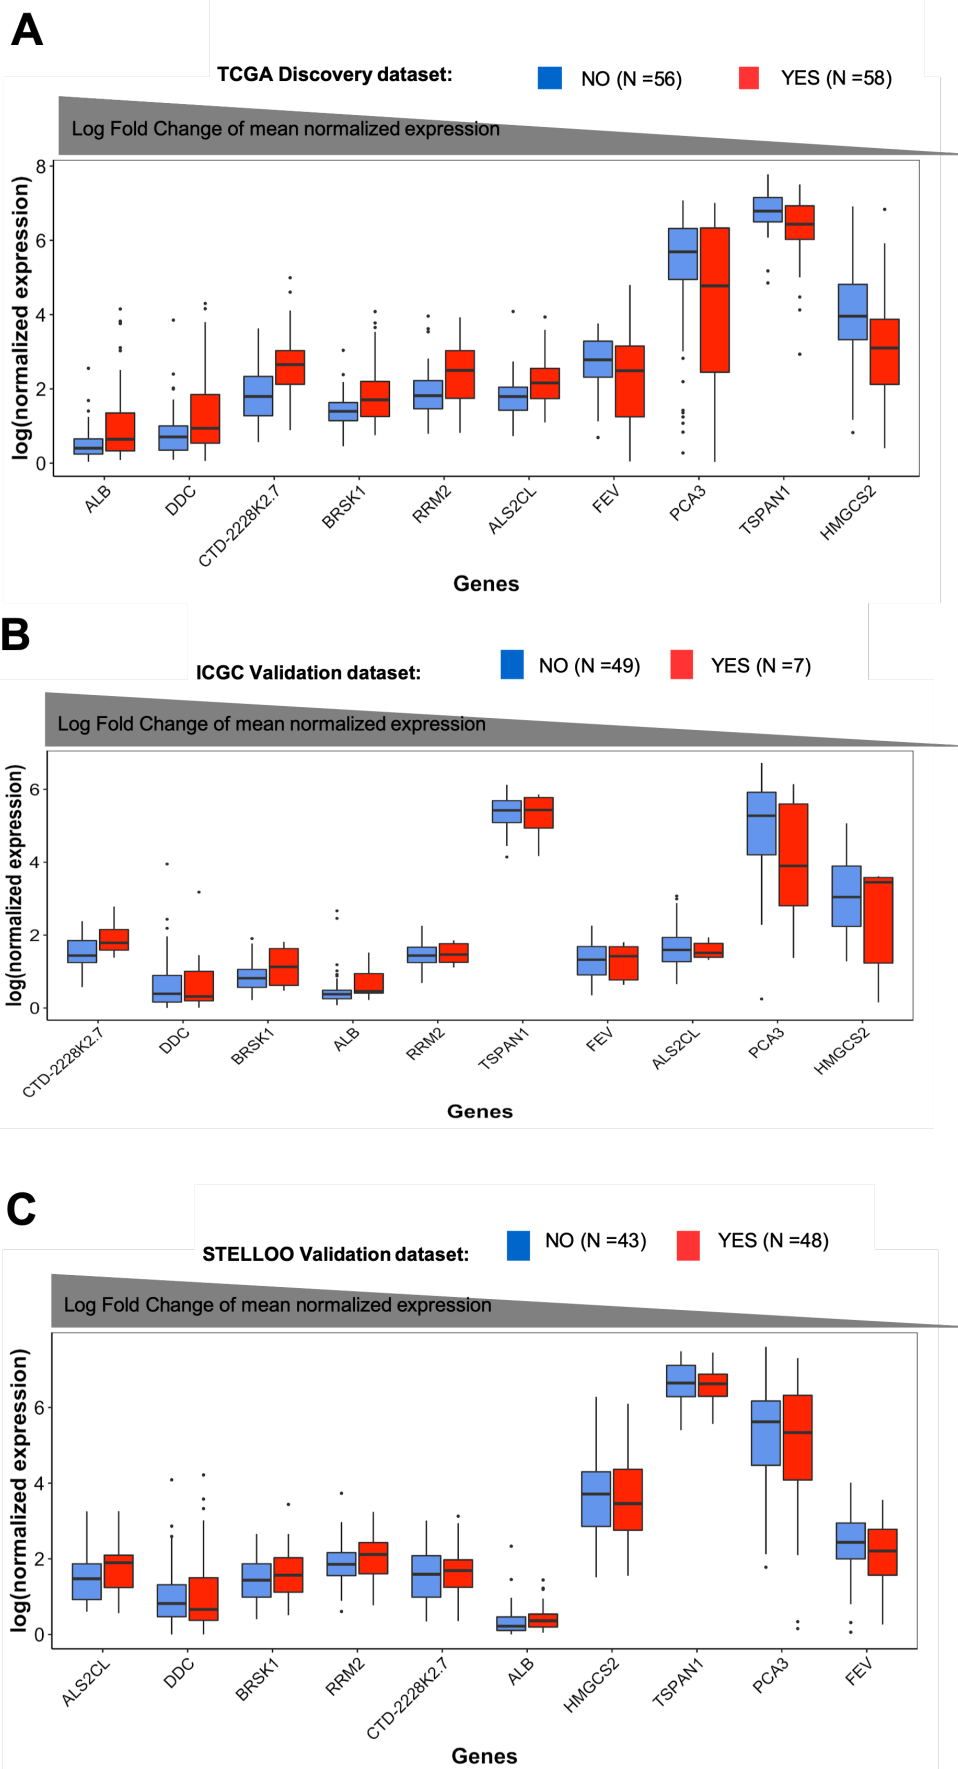 A
TCGA Discovery dataset: NO (N =56) YES (N =58)
Log Fold Change of mean normalized expression
log(normalized expression)
8
6
4
2
0
ALB DDC CTD-2228K2.7 BRSK1 RRM2 ALS2CL FEV PCA3 TSPAN1 HMGCS2
Genes
B
ICGC Validation dataset: NO (N =49) YES (N =7)
Log Fold Change of mean normalized expression
log(normalized expression)
6
4
2
0
CTD-2228K2.7 DDC BRSK1 ALB RRM2 TSPAN1 FEV ALS2CL PCA3 HMGCS2
Genes
C
STELLOO Validation dataset: NO (N =43) YES (N =48)
Log Fold Change of mean normalized expression
log(normalized expression)
6
4
2
0
ALS2CL DDC BRSK1 RRM2 CTD-2228K2.7 ALB HMGCS2 TSPAN1 PCA3 FEV
Genes